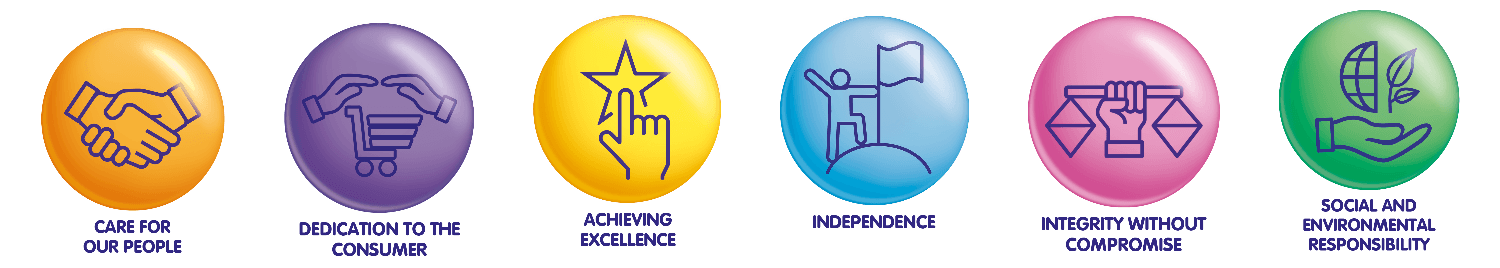 CARE FOR
OUR PEOPLE
DEDICATION TO THE
CONSUMER
ACHIEVING
EXCELLENCE
INDEPENDENCE
INTEGRITY WITHOUT
COMPROMISE
SOCIAL AND
ENVIRONMENTAL
RESPONSIBILITY